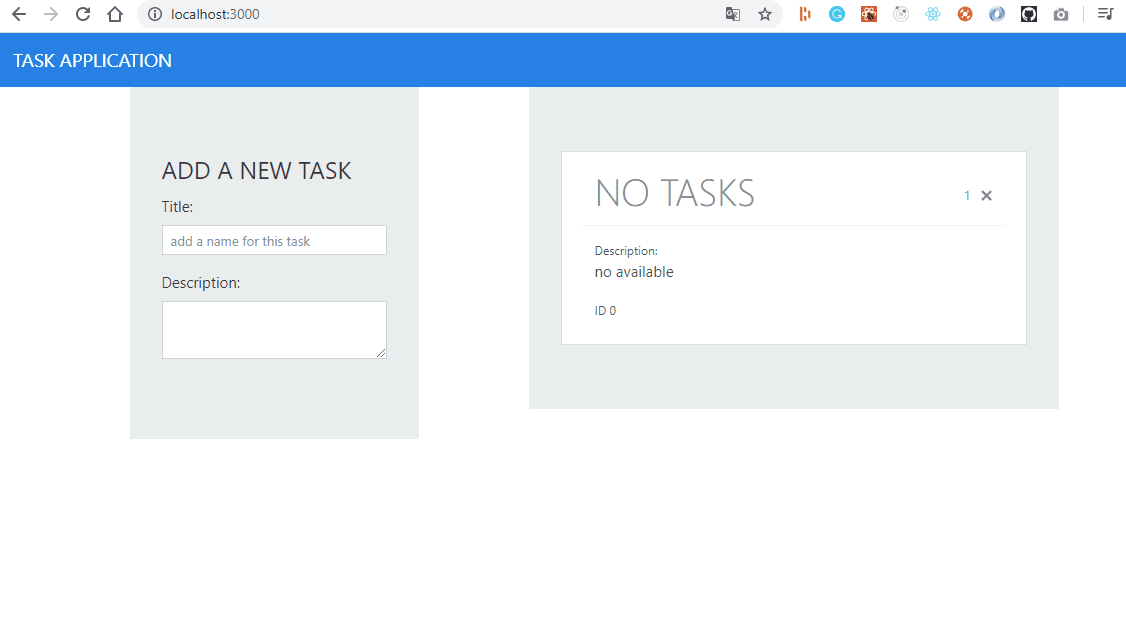 localhost:3000
TASK APPLICATION
ADD A NEW TASK
Title:
add a name for this task
Description:
NO TASKS
1 ×
Description:
no available
ID 0